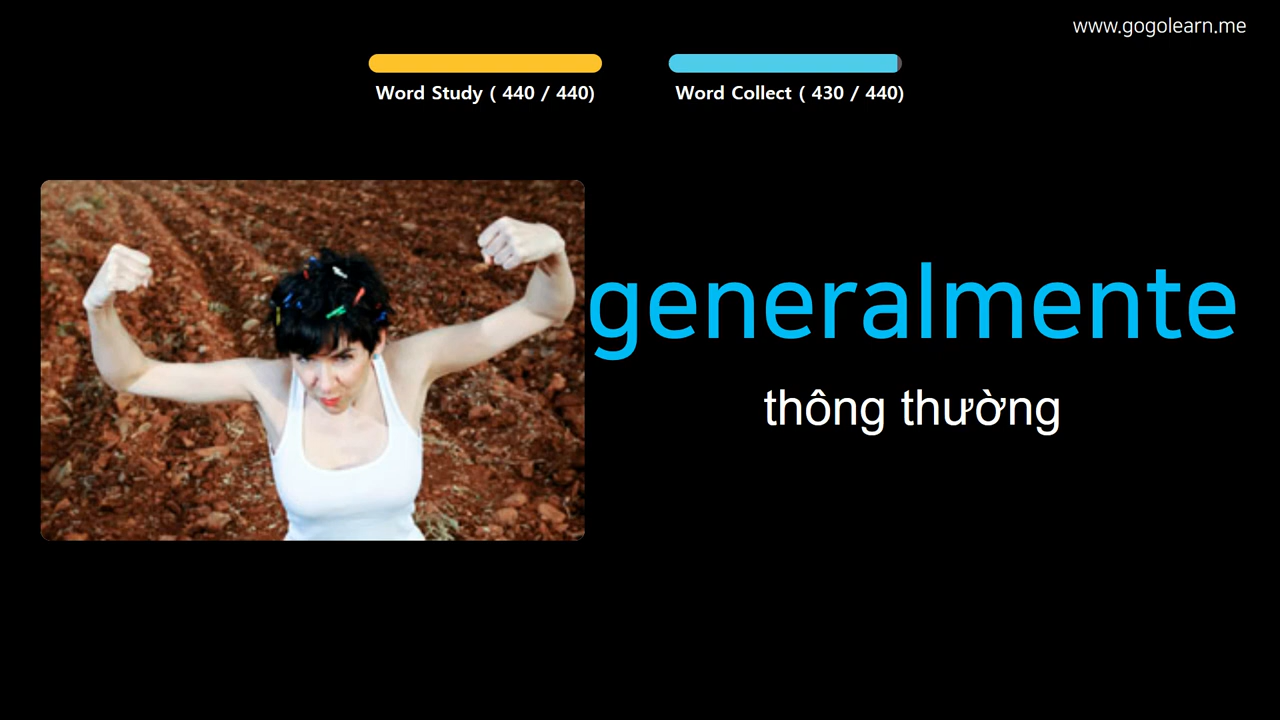 www.gogolearn.me
Word Study ( 440 / 440)
Word Collect ( 430 / 440)
generalmente
thông thường